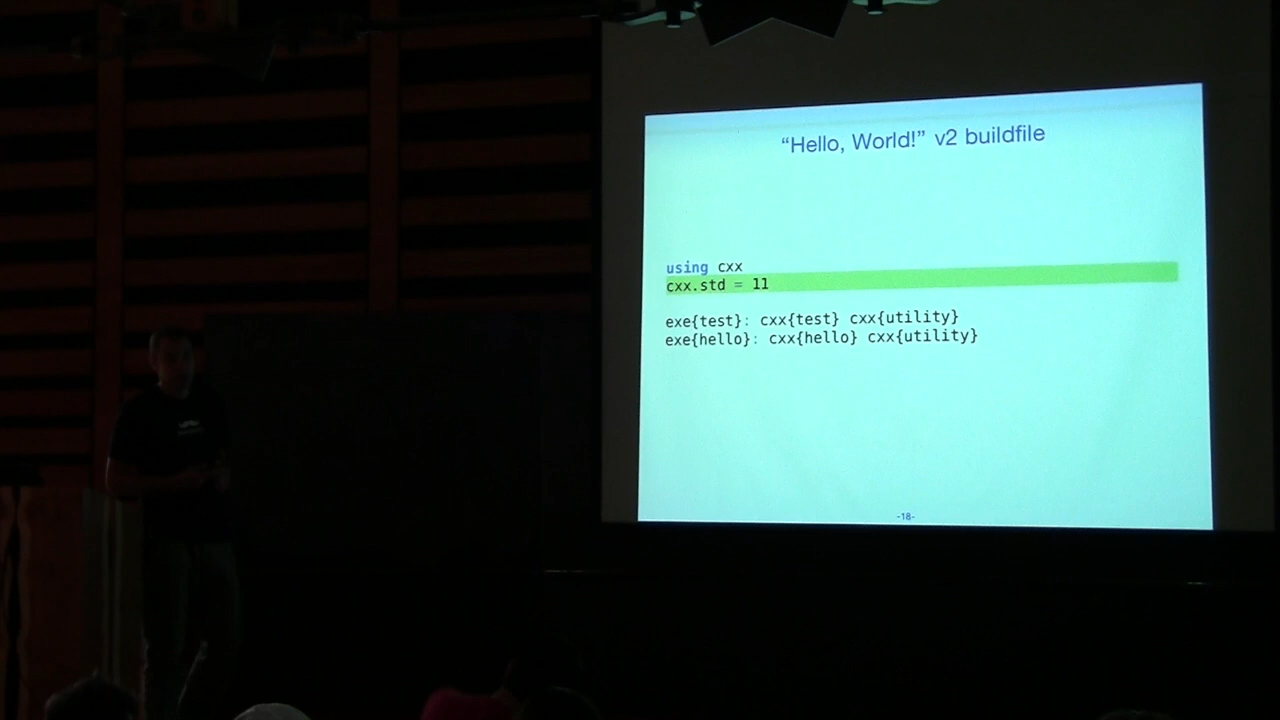 “Hello, World!” v2 buildfile
using cxx
cxx.std = 11
exe{test}: cxx{test} cxx{utility}
exe{hello}: cxx{hello} cxx{utility}
-18-